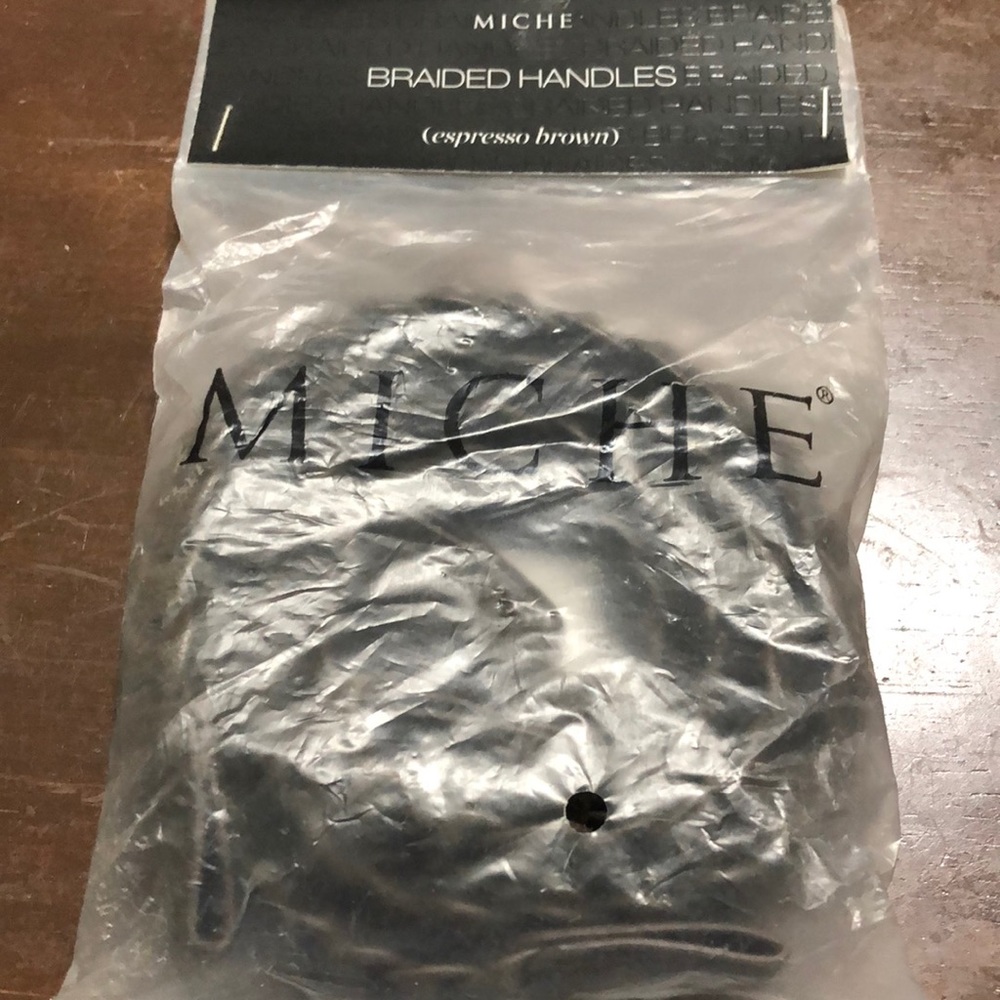 MICHE
BRAIDED HANDLES
(espresso brown)
MICHE®